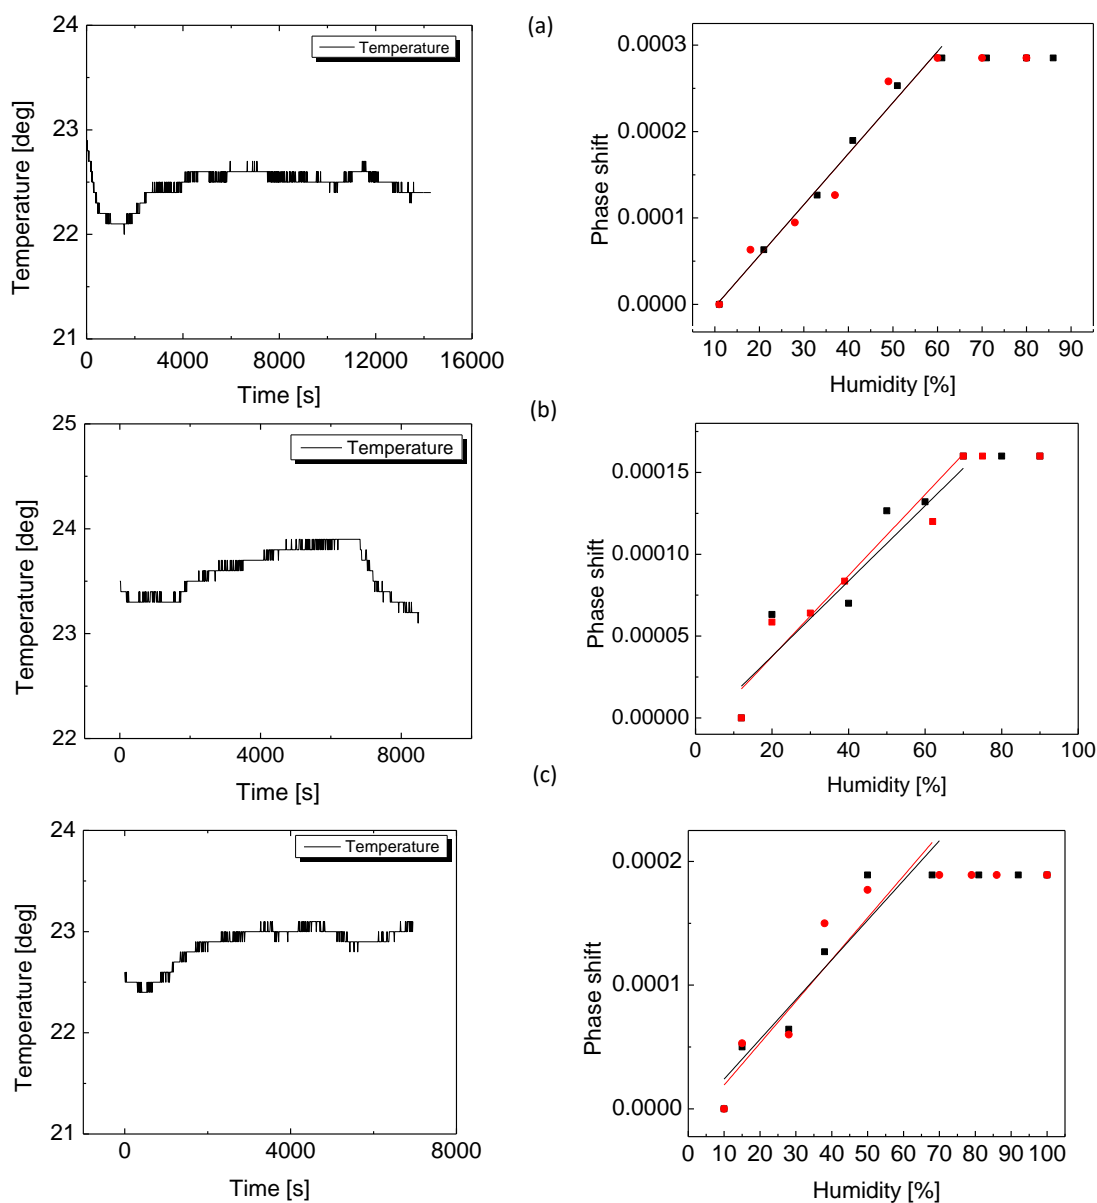 (a)
24
23
22
21
Temperature [deg]
Temperature
0 4000 8000 12000 16000
Time [s]
0.0003
0.0002
0.0001
0.0000
Phase shift
10 20 30 40 50 60 70 80 90
Humidity [%]
(b)
25
24
23
22
Temperature [deg]
Temperature
0 4000 8000
Time [s]
0.00015
0.00010
0.00005
0.00000
Phase shift
0 20 40 60 80 100
Humidity [%]
(c)
24
23
22
21
Temperature [deg]
Temperature
0 4000 8000
Time [s]
0.0002
0.0001
0.0000
Phase shift
0 10 20 30 40 50 60 70 80 90 100
Humidity [%]